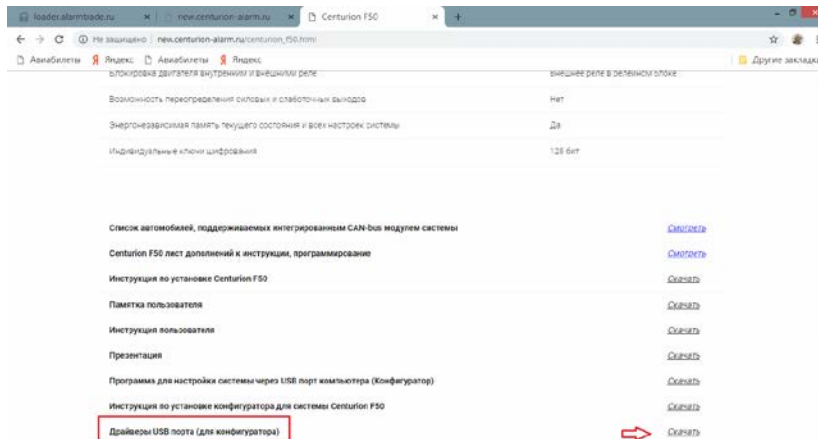 loader.alarmtrade.ru
new.centurion-alarm.ru
Centurion F50
Не защищено new.centurion-alarm.ru/centurion_f50.html
Авиабилеты Яндекс Авиабилеты Яндекс Другие закладки
Блокировка двигателя внутренним и внешними реле Внешнее реле в релейном блоке
Возможность переопределения силовых и слаботочных выходов Нет
Энергонезависимая память текущего состояния и всех настроек системы Да
Индивидуальные ключи шифрования 128 бит
Список автомобилей, поддерживаемых интегрированным CAN-bus модулем системы Смотреть
Centurion F50 лист дополнений к инструкции, программирование Смотреть
Инструкция по установке Centurion F50 Скачать
Памятка пользователя Скачать
Инструкция пользователя Скачать
Презентация Скачать
Программа для настройки системы через USB порт компьютера (Конфигуратор) Скачать
Инструкция по установке конфигуратора для системы Centurion F50 Скачать
Драйверы USB порта (для конфигуратора) Скачать